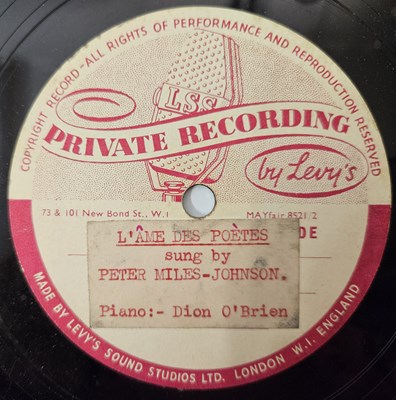 COPYRIGHT RECORD-ALL RIGHTS OF PERFORMANCE AND REPRODUCTION RESERVED
LSS
PRIVATE RECORDING
by Levy's
73 & 101 New Bond St., W.1
MAYfair 8521/2
DE
L'ÂME DES POÈTES
sung by
PETER MILES-JOHNSON.
Piano:- Dion O'Brien
MADE BY LEVY'S SOUND STUDIOS LTD. LONDON W.I. ENGLAND